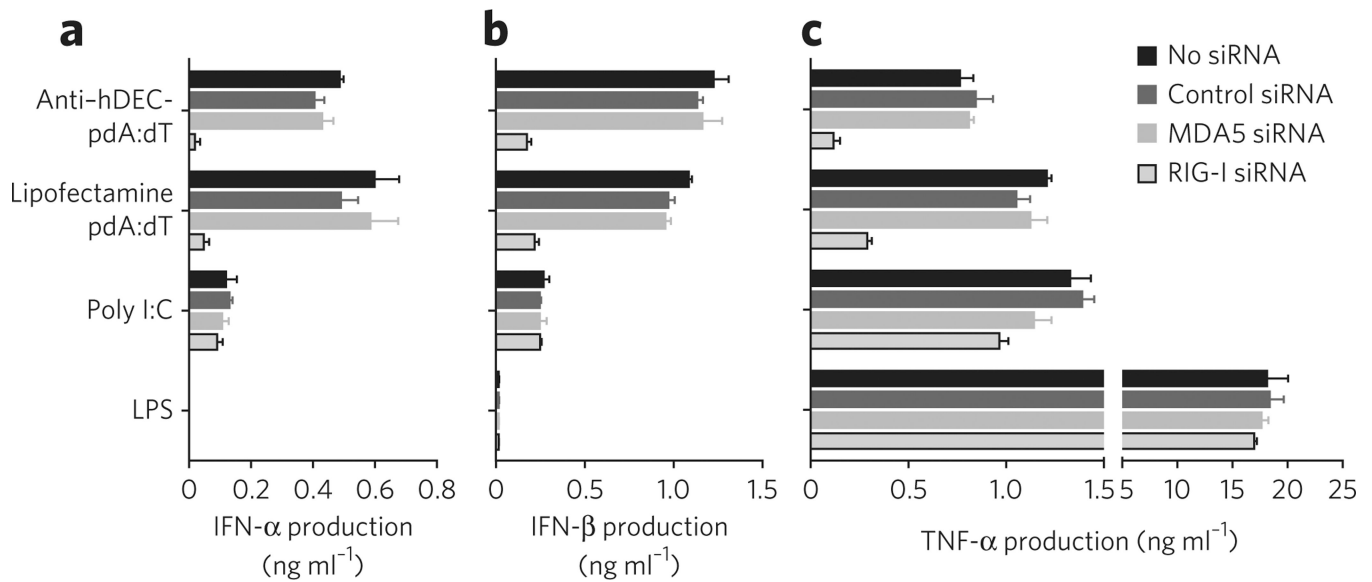 a
b
c
No siRNA
Control siRNA
MDA5 siRNA
RIG-I siRNA
Anti–hDEC-
pdA:dT
Lipofectamine
pdA:dT
Poly I:C
LPS
0 0.2 0.4 0.6 0.8
IFN-α production
(ng ml⁻¹)
0 0.5 1.0 1.5
IFN-β production
(ng ml⁻¹)
0 0.5 1.0 1.5 5 10 15 20 25
TNF-α production (ng ml⁻¹)